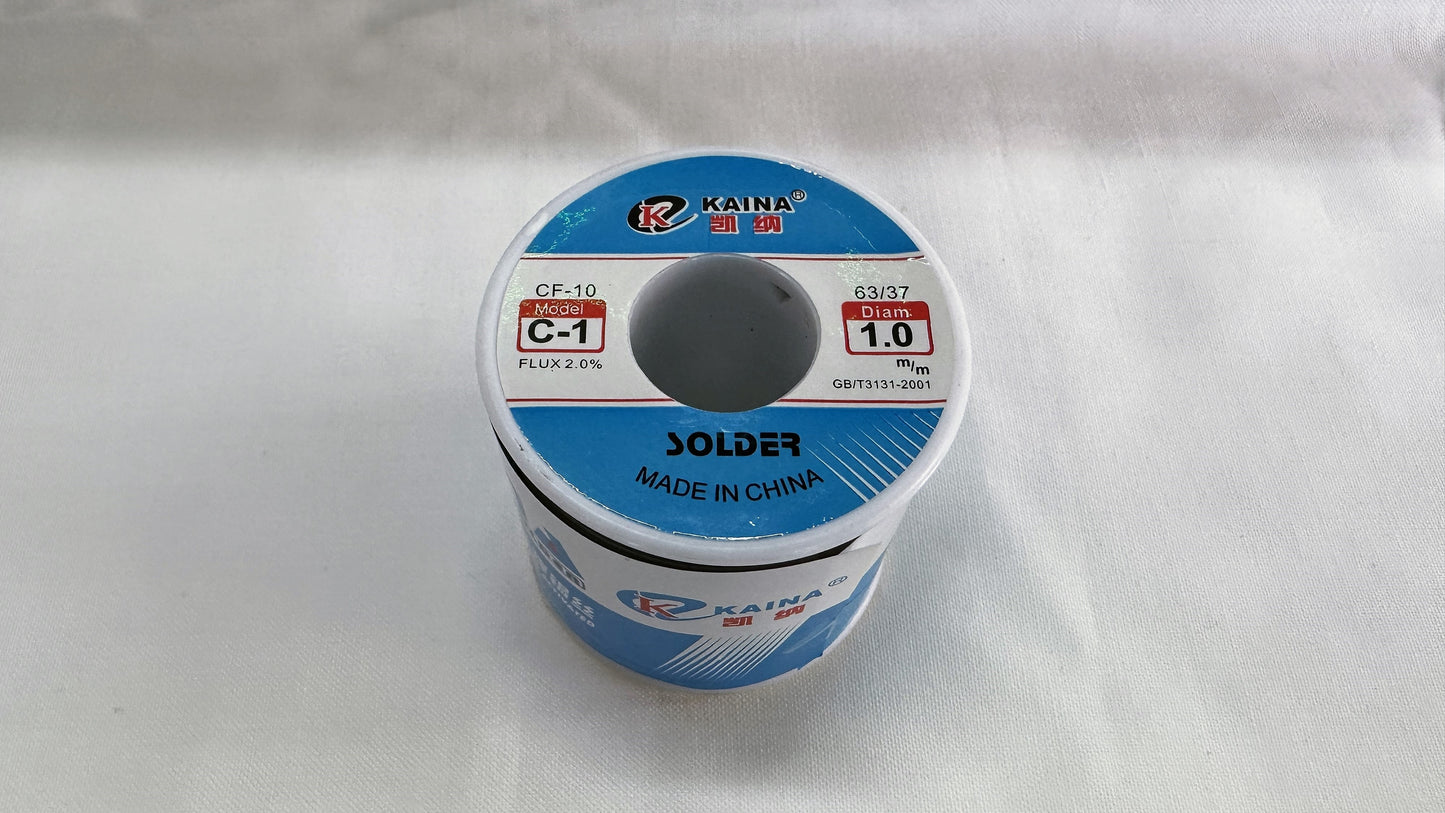 K KAINA®
凯 纳
CF-10
Model
C-1
FLUX 2.0%
63/37
Diam
1.0
m/m
GB/T3131-2001
SOLDER
MADE IN CHINA
K KAINA®
凯 纳